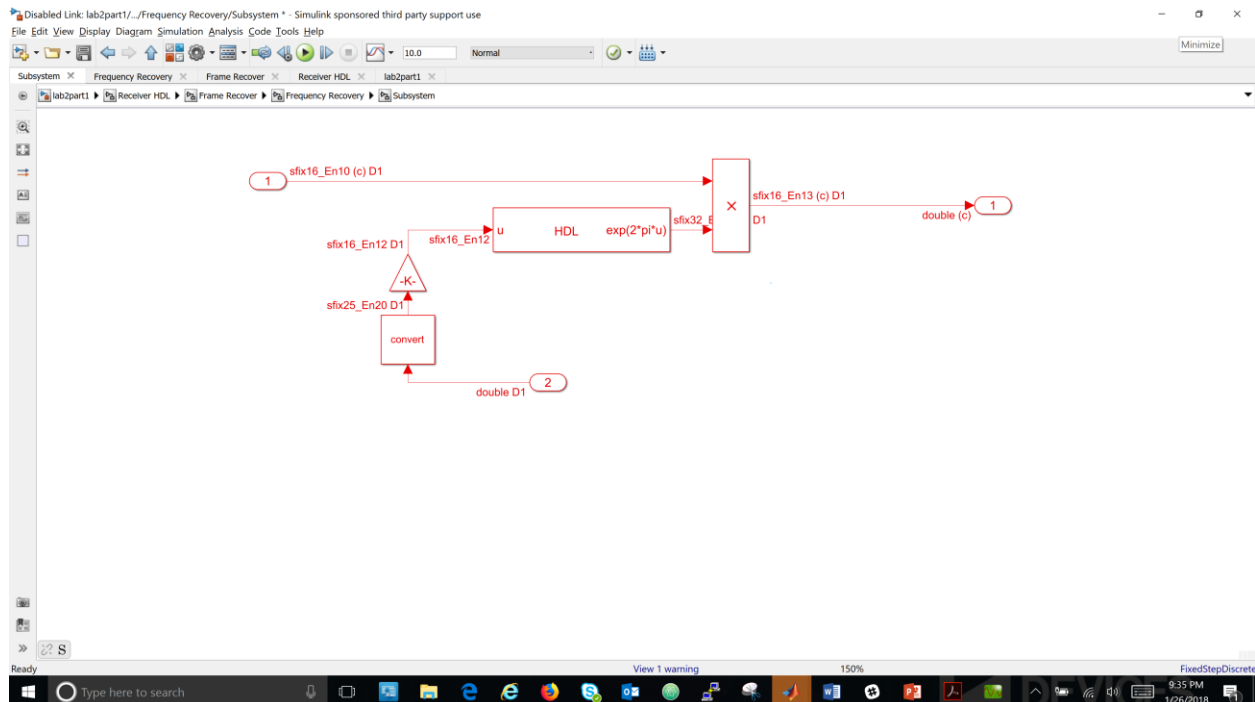 Disabled Link: lab2part1/.../Frequency Recovery/Subsystem * - Simulink sponsored third party support use
File Edit View Display Diagram Simulation Analysis Code Tools Help
10.0 Normal
Minimize
Subsystem Frequency Recovery Frame Recover Receiver HDL lab2part1
lab2part1 Receiver HDL Frame Recover Frequency Recovery Subsystem
sfix16_En10 (c) D1
1
sfix16_En13 (c) D1
×
1
double (c)
sfix32_E D1
u HDL exp(2*pi*u)
sfix16_En12 D1
sfix16_En12
-K-
sfix25_En20 D1
convert
2
double D1
S
Ready View 1 warning 150% FixedStepDiscrete
Type here to search
9:35 PM
1/26/2018